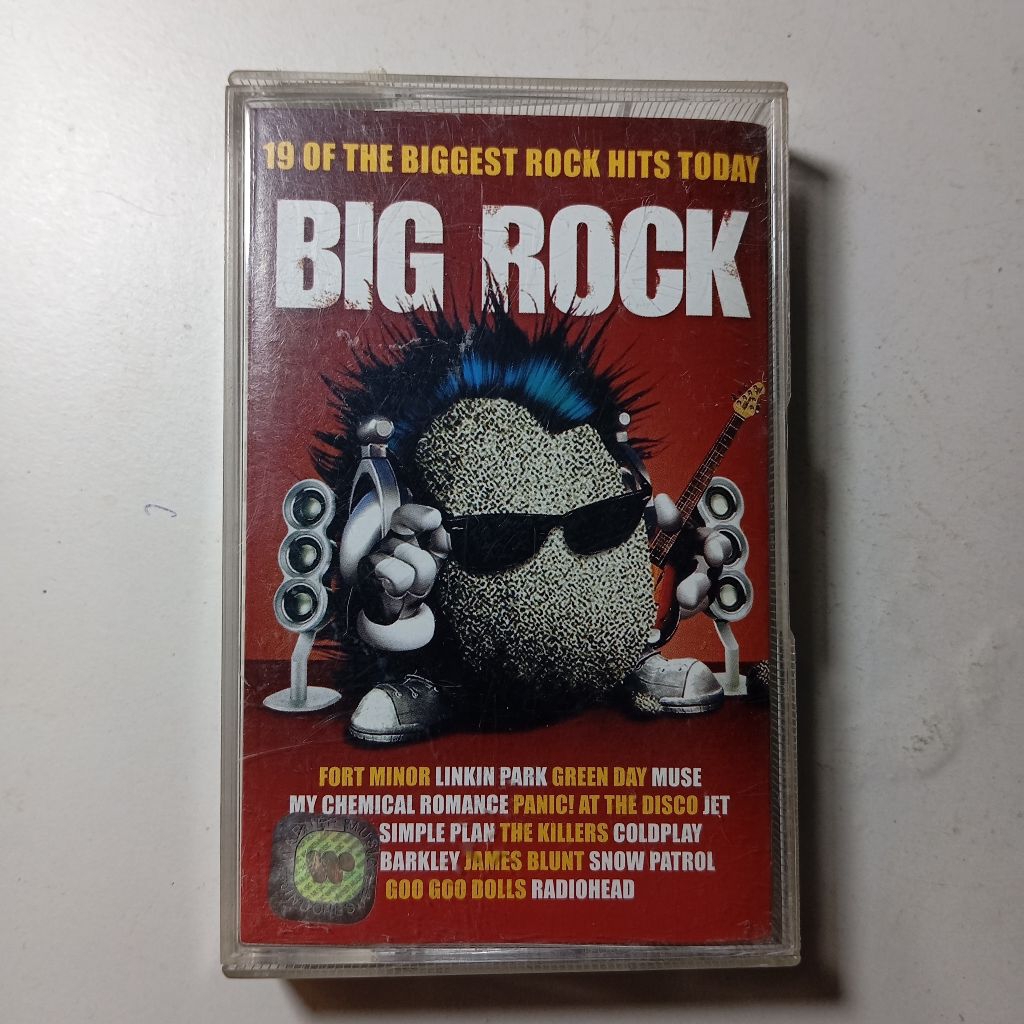 19 OF THE BIGGEST ROCK HITS TODAY
BIG ROCK
FORT MINOR LINKIN PARK GREEN DAY MUSE
MY CHEMICAL ROMANCE PANIC! AT THE DISCO JET
SIMPLE PLAN THE KILLERS COLDPLAY
BARKLEY JAMES BLUNT SNOW PATROL
GOO GOO DOLLS RADIOHEAD